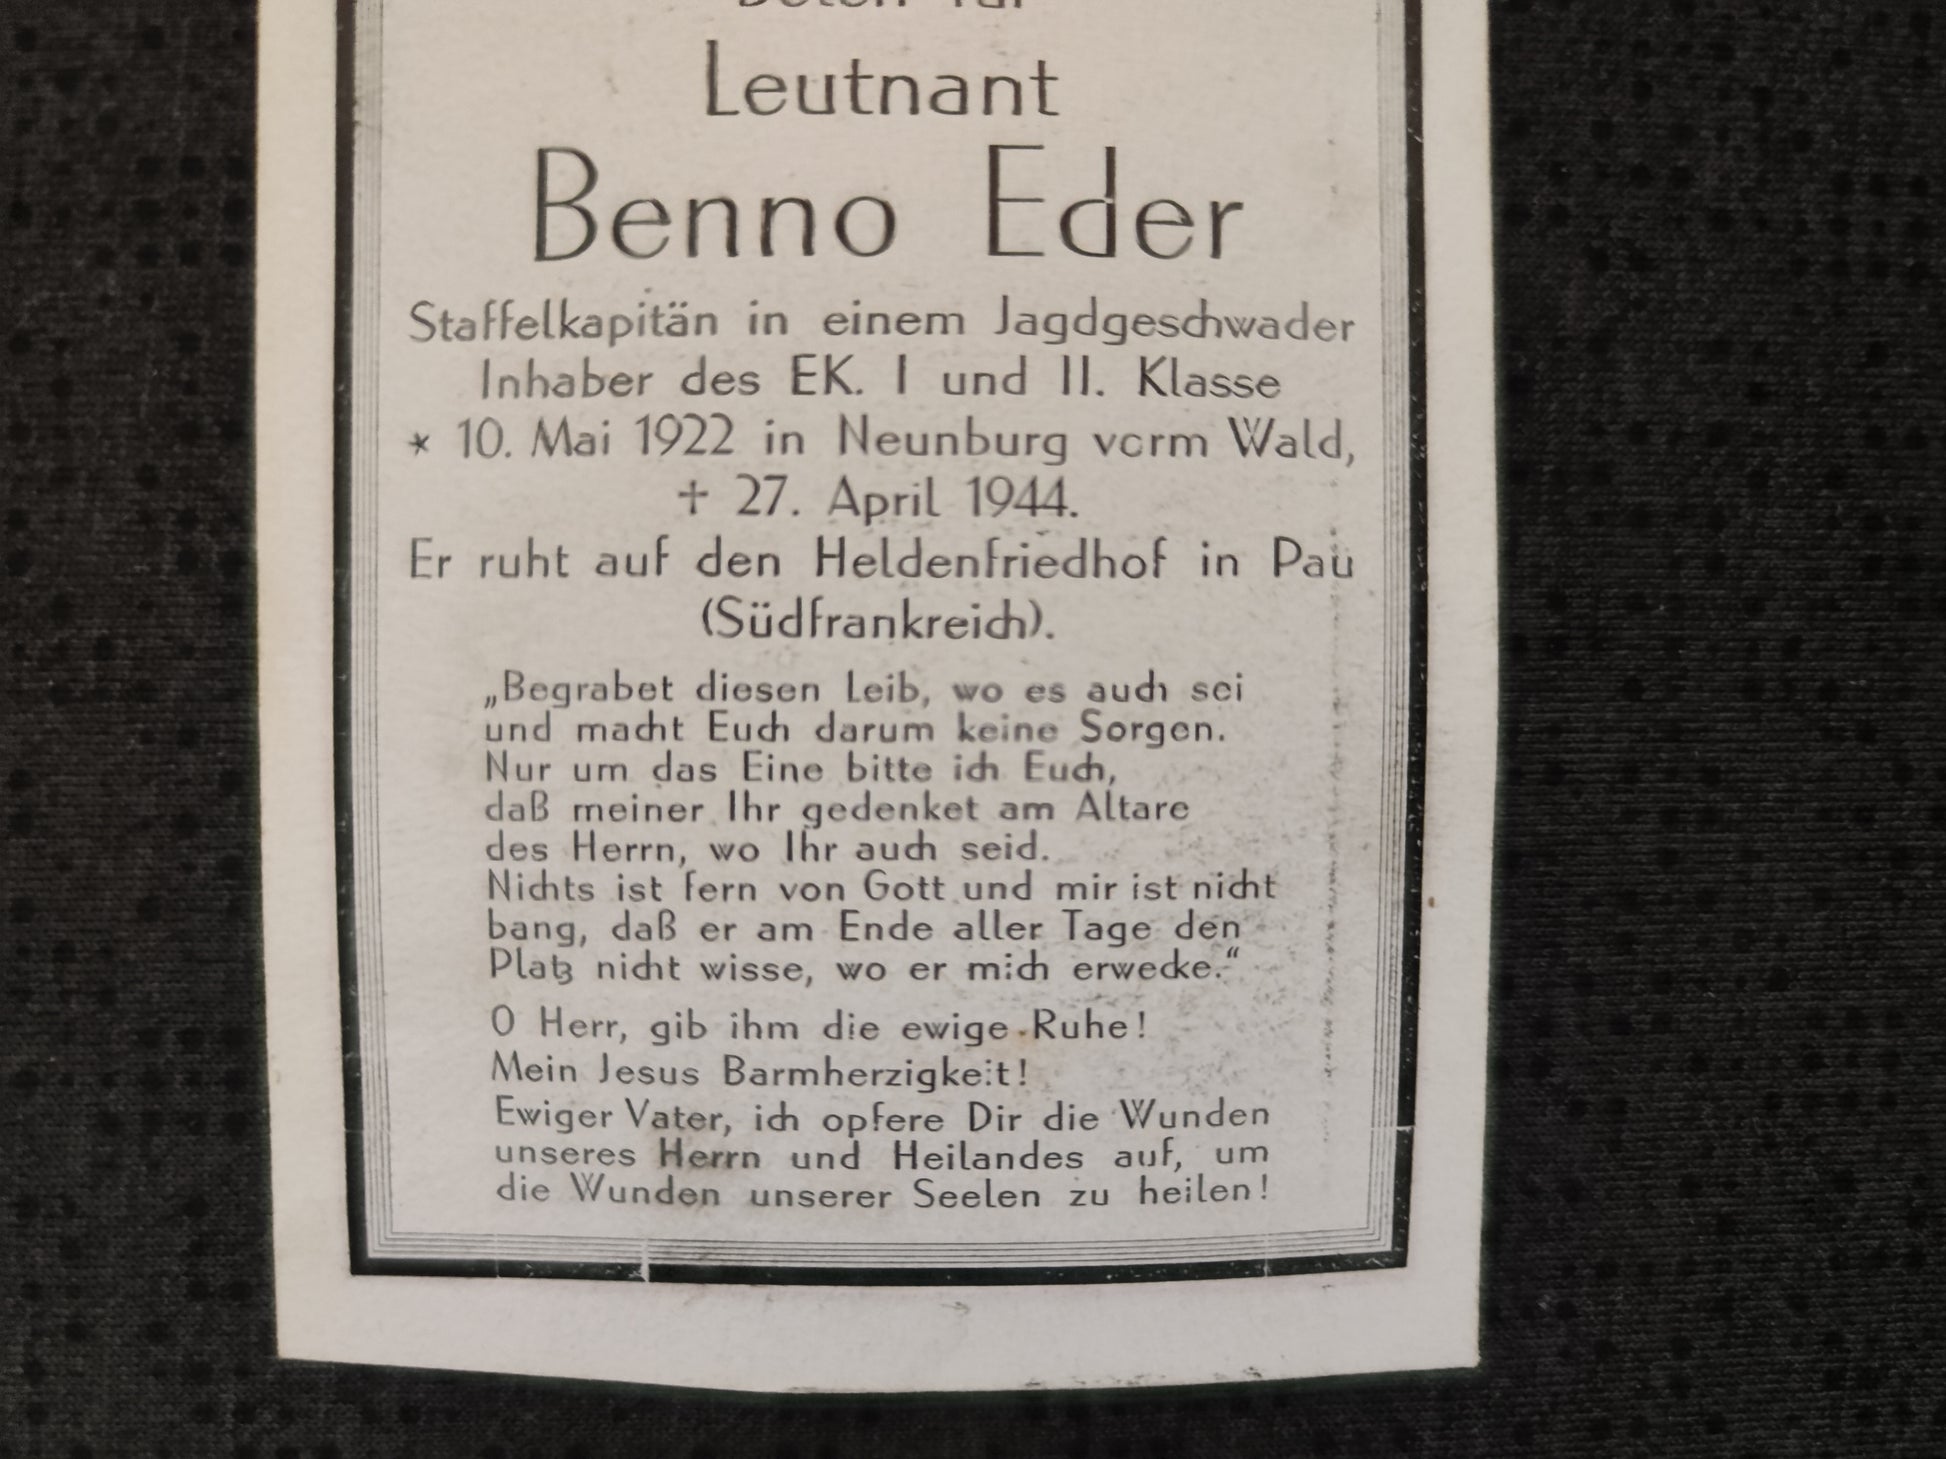 Beten für
Leutnant
Benno Eder
Staffelkapitän in einem Jagdgeschwader
Inhaber des EK. I und II. Klasse
* 10. Mai 1922 in Neunburg vorm Wald,
+ 27. April 1944.
Er ruht auf den Heldenfriedhof in Pau
(Südfrankreich).
„Begrabet diesen Leib, wo es auch sei
und macht Euch darum keine Sorgen.
Nur um das Eine bitte ich Euch,
daß meiner Ihr gedenket am Altare
des Herrn, wo Ihr auch seid.
Nichts ist fern von Gott und mir ist nicht
bang, daß er am Ende aller Tage den
Platz nicht wisse, wo er mich erwecke.“
O Herr, gib ihm die ewige Ruhe!
Mein Jesus Barmherzigkeit!
Ewiger Vater, ich opfere Dir die Wunden
unseres Herrn und Heilandes auf, um
die Wunden unserer Seelen zu heilen!